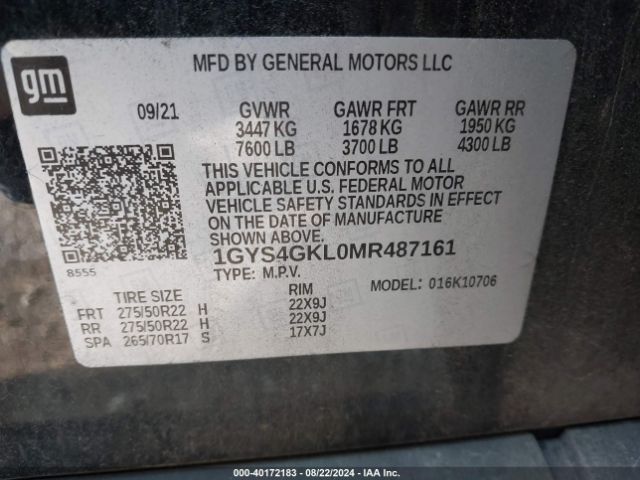 gm
MFD BY GENERAL MOTORS LLC
09/21 GVWR GAWR FRT GAWR RR
3447 KG 1678 KG 1950 KG
7600 LB 3700 LB 4300 LB
THIS VEHICLE CONFORMS TO ALL
APPLICABLE U.S. FEDERAL MOTOR
VEHICLE SAFETY STANDARDS IN EFFECT
ON THE DATE OF MANUFACTURE
SHOWN ABOVE.
8555
1GYS4GKL0MR487161
TYPE: M.P.V. MODEL: 016K10706
TIRE SIZE RIM
FRT 275/50R22 H 22X9J
RR 275/50R22 H 22X9J
SPA 265/70R17 S 17X7J
000-40172183 - 08/22/2024 - IAA Inc.